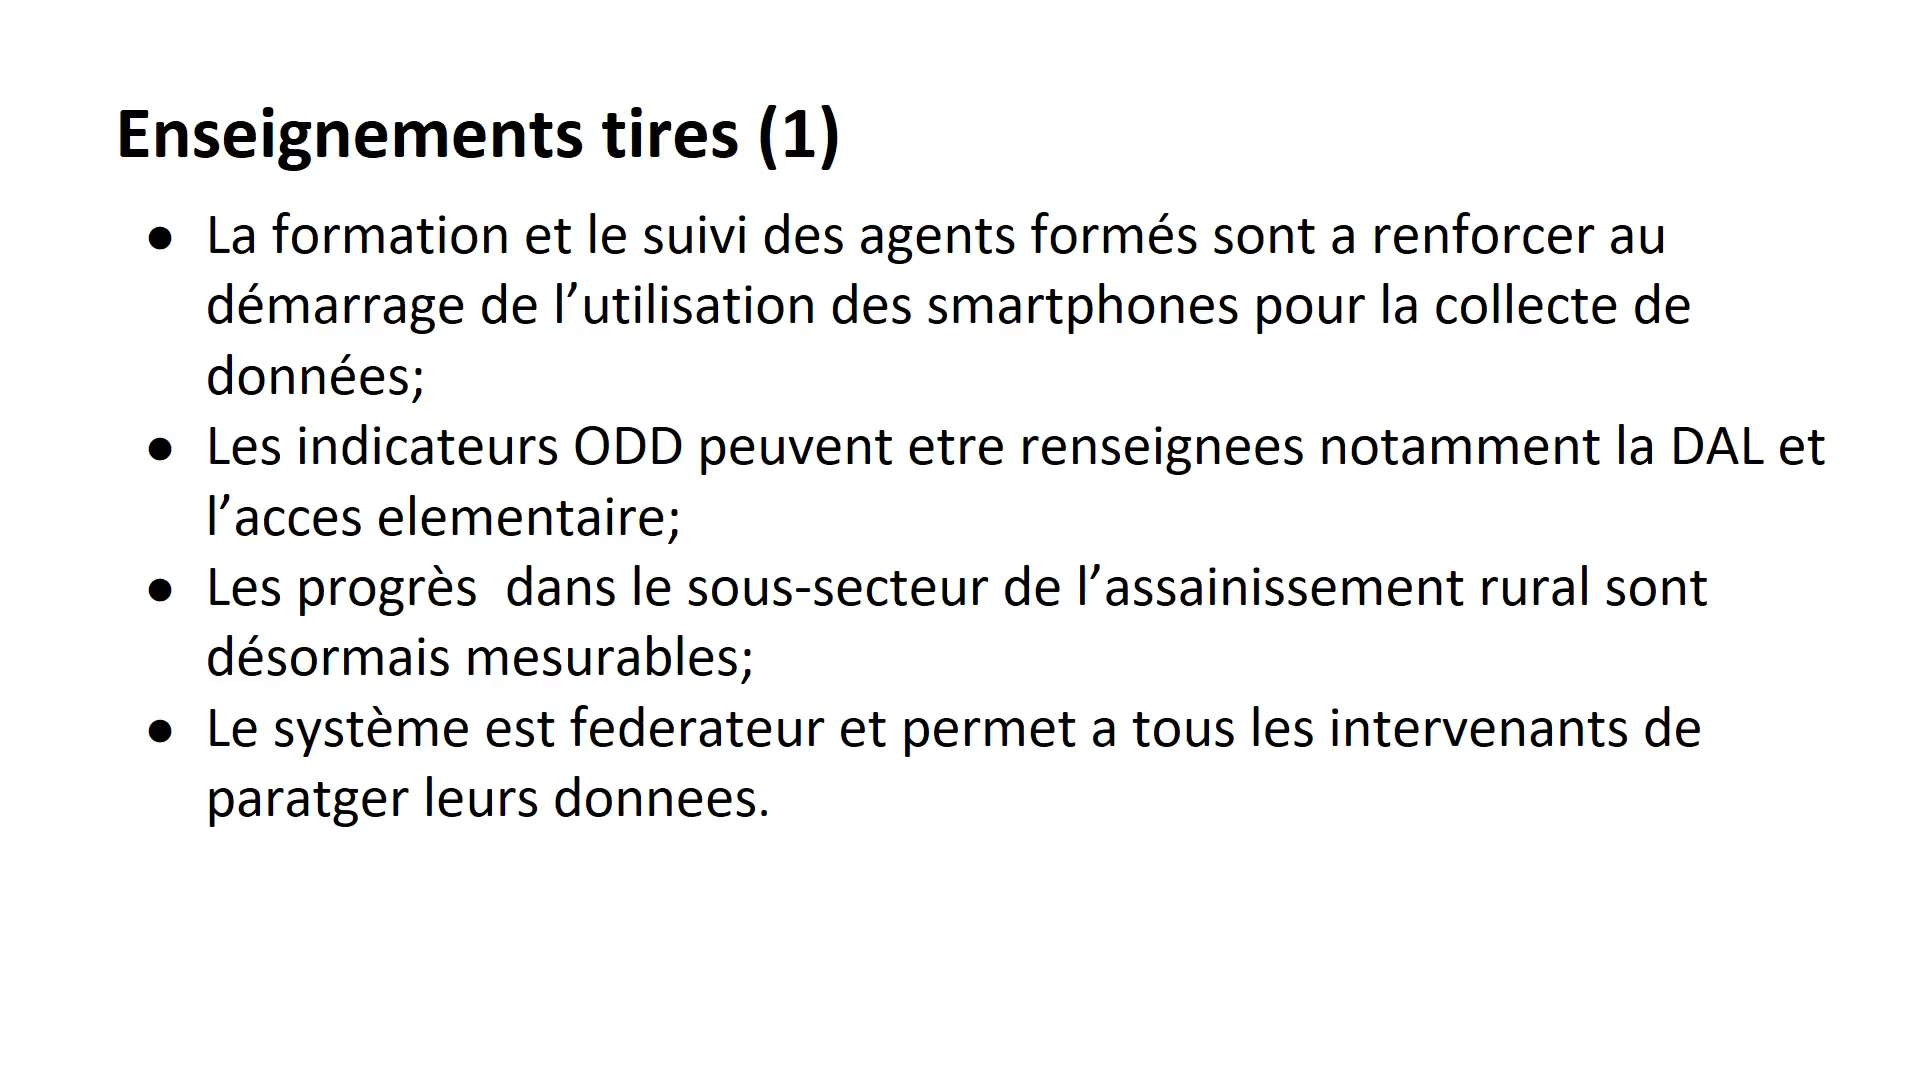 Enseignements tires (1)
● La formation et le suivi des agents formés sont a renforcer au
démarrage de l’utilisation des smartphones pour la collecte de
données;
● Les indicateurs ODD peuvent etre renseignees notamment la DAL et
l’acces elementaire;
● Les progrès  dans le sous-secteur de l’assainissement rural sont
désormais mesurables;
● Le système est federateur et permet a tous les intervenants de
paratger leurs donnees.